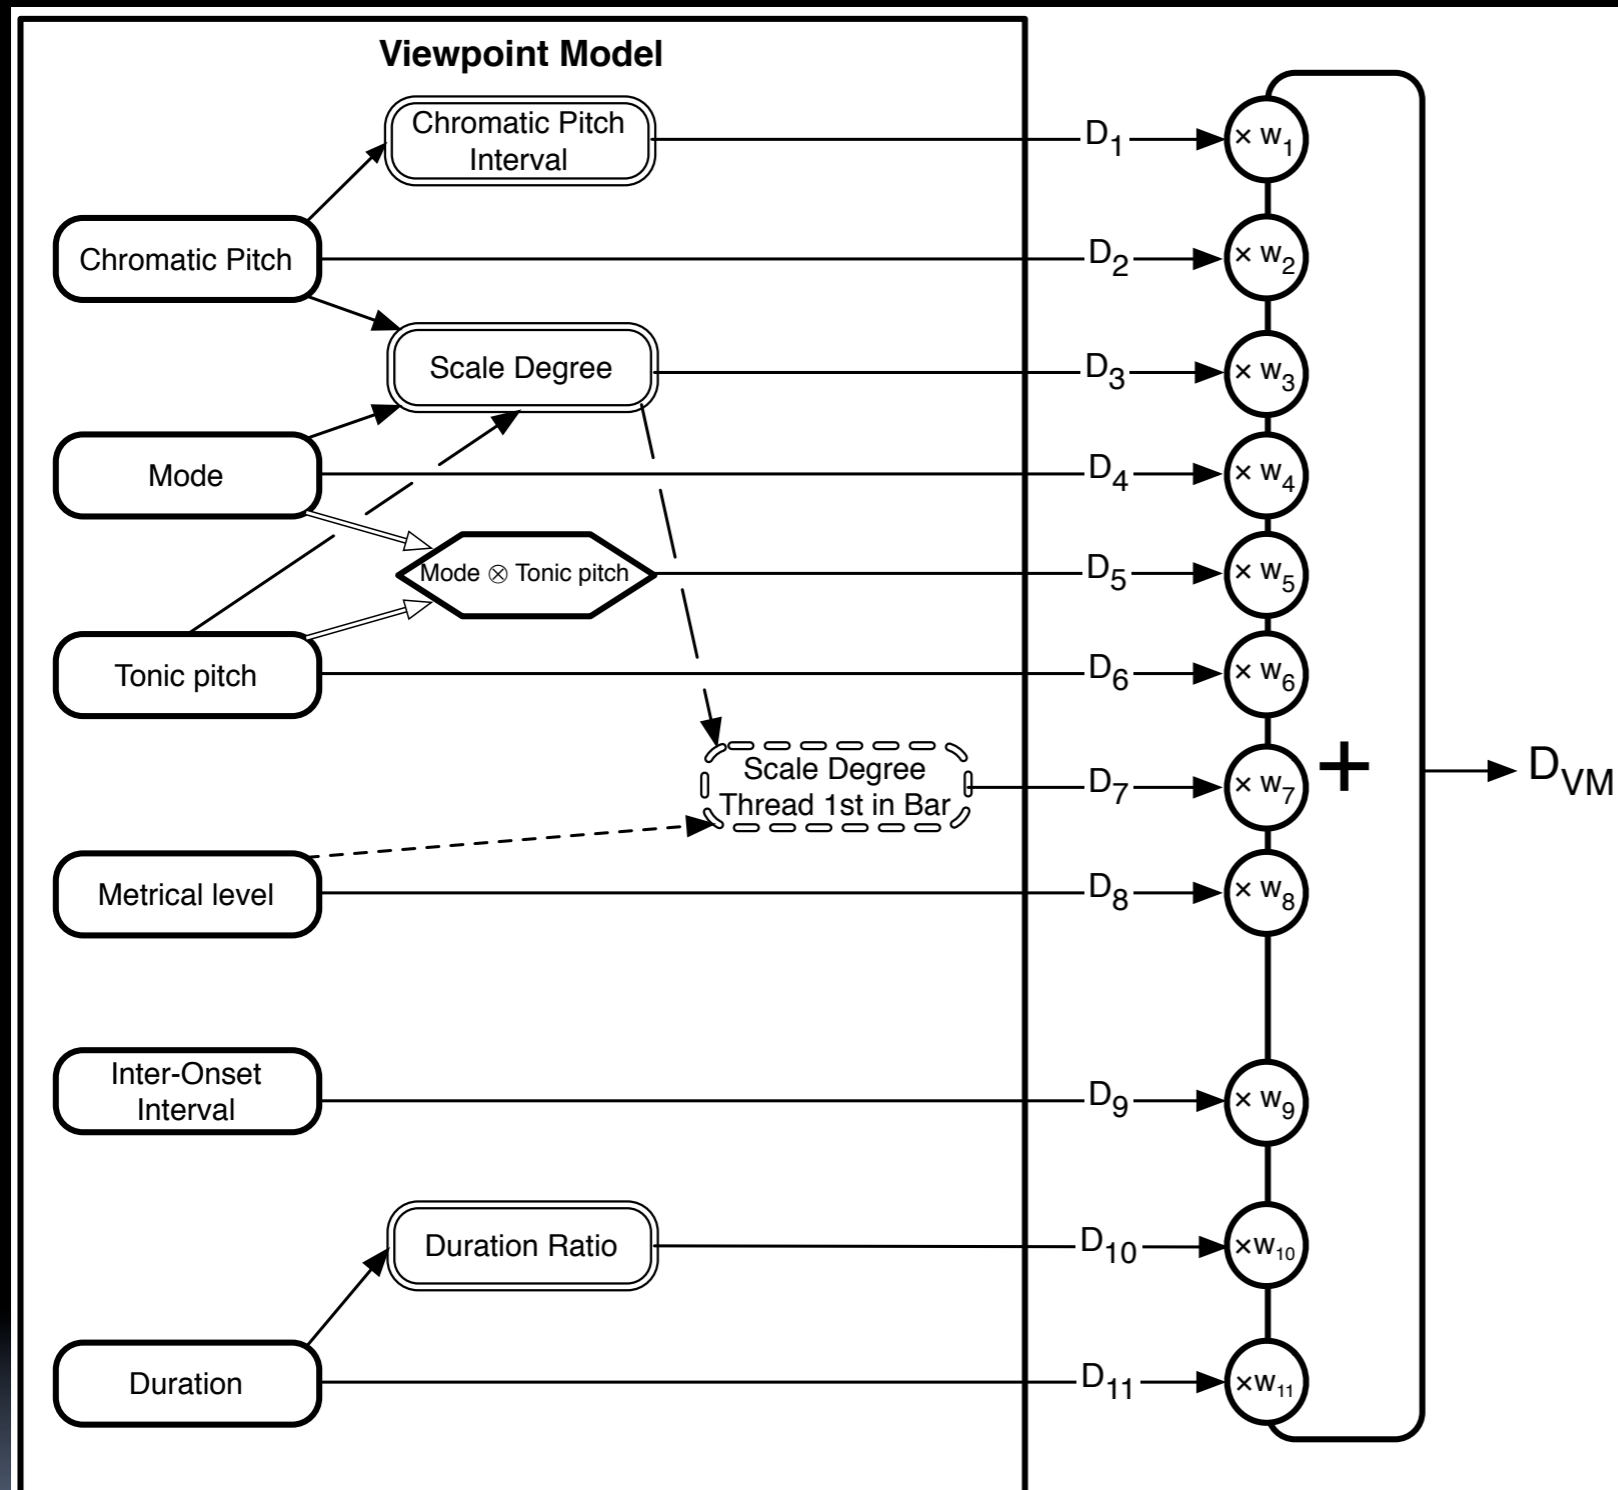 Viewpoint Model
Chromatic Pitch
Interval
D1
× w1
Chromatic Pitch
D2
× w2
Scale Degree
D3
× w3
Mode
D4
× w4
Mode ⊗ Tonic pitch
D5
× w5
Tonic pitch
D6
× w6
Scale Degree
Thread 1st in Bar
D7
× w7
+
DVM
Metrical level
D8
× w8
Inter-Onset
Interval
D9
× w9
Duration Ratio
D10
×w10
Duration
D11
×w11